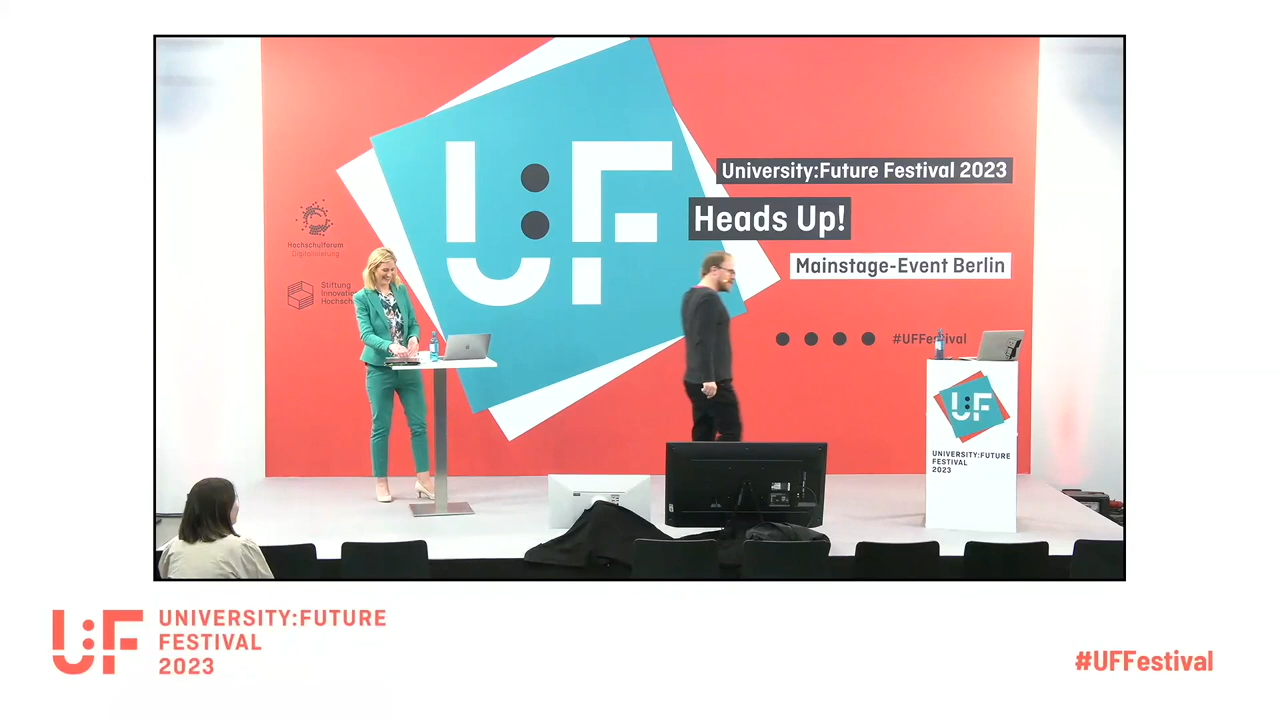 U:F
University:Future Festival 2023
Heads Up!
Mainstage-Event Berlin
#UFFestival
Hochschulforum
Digitalisierung
Stiftung
U:F
UNIVERSITY:FUTURE
FESTIVAL
2023
U:F
UNIVERSITY:FUTURE
FESTIVAL
2023
#UFFestival